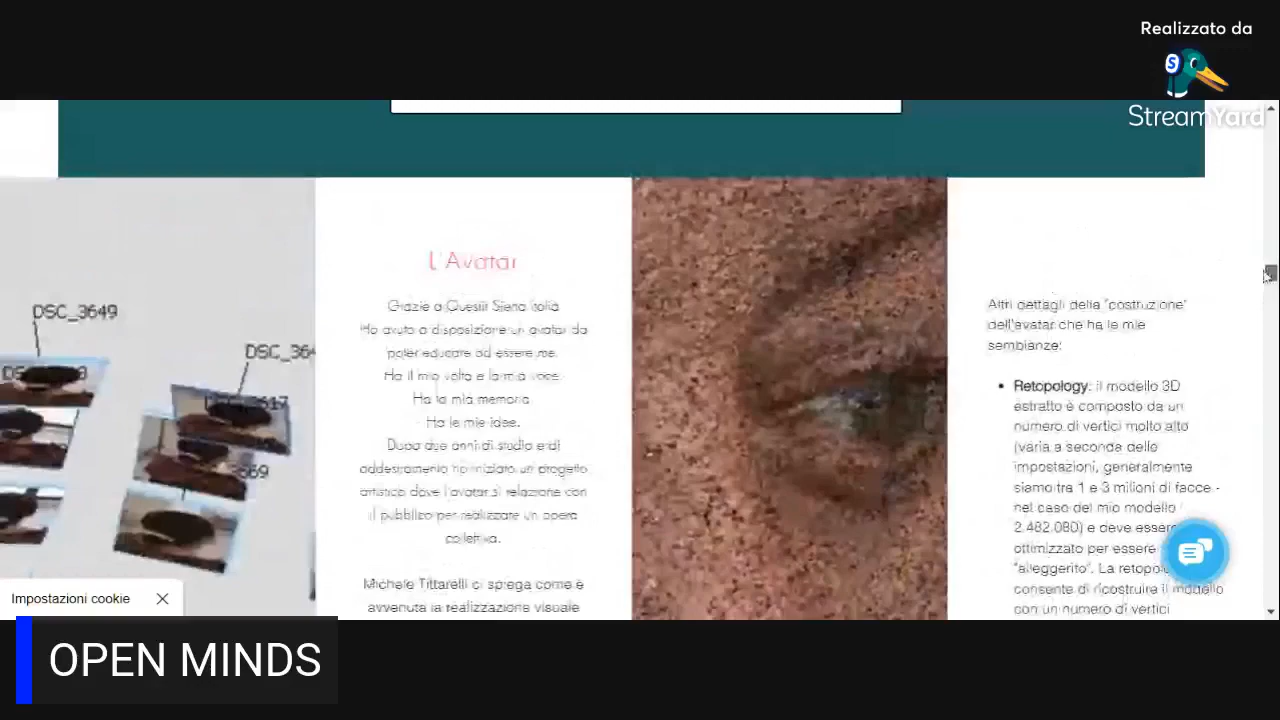 Realizzato da
S
StreamYard
DSC_3649
DSC_364
L'Avatar
Grazie a Questit Siena Italia
Ho avuto a disposizione un avatar da
poter educare ad essere me.
Ha il mio volto e la mia voce.
Ha la mia memoria
Ha le mie idee.
Dopo due anni di studio e di
addestramento ho iniziato un progetto
artistico dove l'avatar si relazione con
il pubblico per realizzare un opera
collettiva.
Michele Tittarelli ci spiega come è
avvenuta la realizzazione visuale
Altri dettagli della "costruzione"
dell'avatar che ha le mie
sembianze:
• Retopology: il modello 3D
estratto è composto da un
numero di vertici molto alto
(varia a seconda delle
impostazioni, generalmente
siamo tra 1 e 3 milioni di facce -
nel caso del mio modello
2.482.080) e deve essere
ottimizzato per essere
"alleggerito". La retopo
consente di ricostruire il modello
con un numero di vertici
Impostazioni cookie
OPEN MINDS